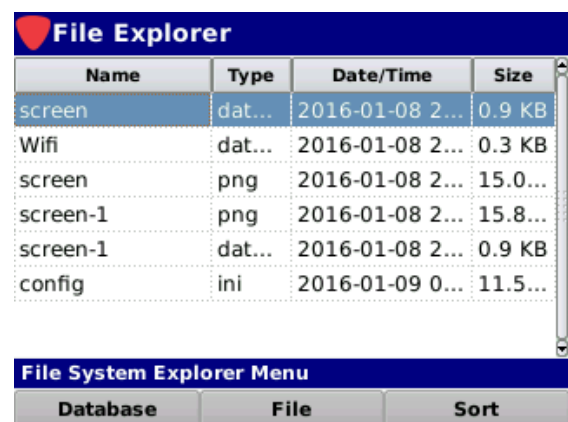 File Explorer
Name Type Date/Time Size
screen dat... 2016-01-08 2... 0.9 KB
Wifi dat... 2016-01-08 2... 0.3 KB
screen png 2016-01-08 2... 15.0...
screen-1 png 2016-01-08 2... 15.8...
screen-1 dat... 2016-01-08 2... 0.9 KB
config ini 2016-01-09 0... 11.5...
File System Explorer Menu
Database File Sort